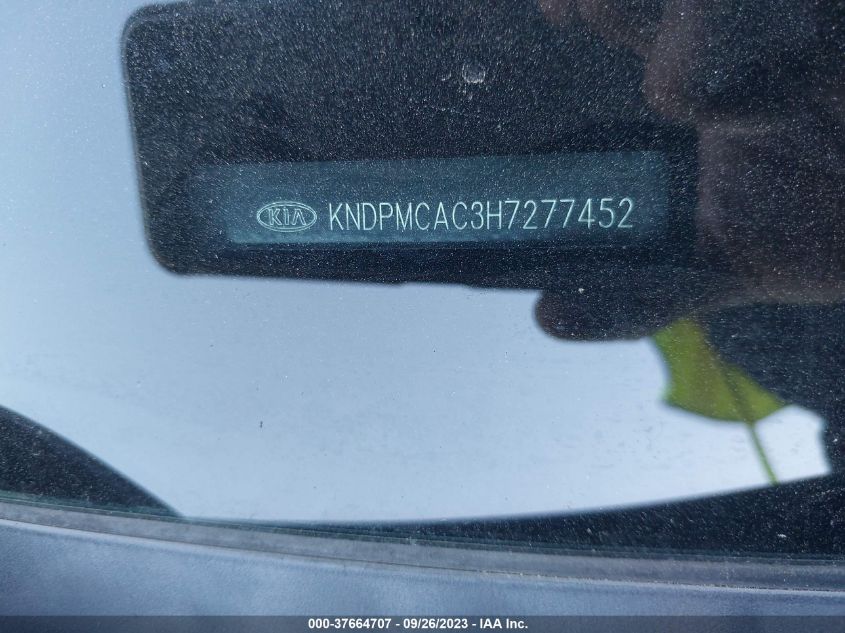 KIA KNDPMCAC3H7277452
000-37664707 - 09/26/2023 - IAA Inc.